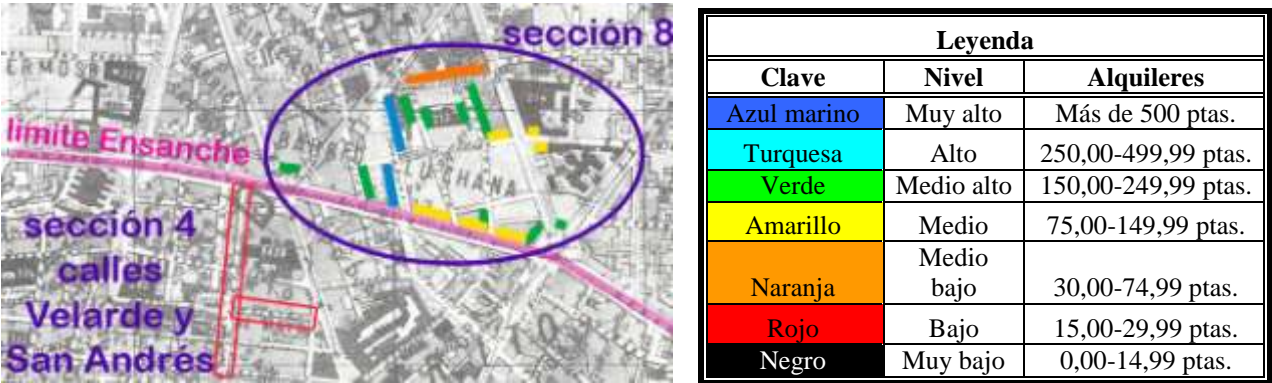 sección 8
límite Ensanche
LUCHANA
sección 4
calles
Velarde y
San Andrés
Leyenda
Clave Nivel Alquileres
Azul marino Muy alto Más de 500 ptas.
Turquesa Alto 250,00-499,99 ptas.
Verde Medio alto 150,00-249,99 ptas.
Amarillo Medio 75,00-149,99 ptas.
Naranja Medio bajo 30,00-74,99 ptas.
Rojo Bajo 15,00-29,99 ptas.
Negro Muy bajo 0,00-14,99 ptas.